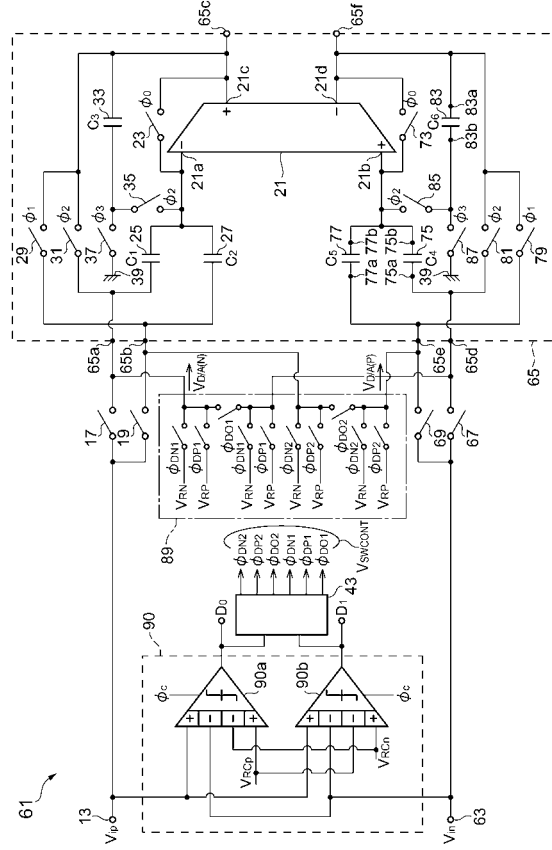 61
Vip
13
90
VRCp
VRCn
ϕc
90a
90b
ϕc
Vin
63
D0
D1
43
ϕDN2
ϕDP2
ϕDO2
ϕDN1
ϕDP1
ϕDO1
VSWCONT
89
17
19
VRN
ϕDN1
VRP
ϕDP1
ϕDO1
VRN
ϕDN1
VRP
ϕDP1
VRN
ϕDN2
VRP
ϕDP2
ϕDO2
VRN
ϕDN2
VRP
ϕDP2
VD/A(N)
VD/A(P)
69
67
65a
65b
65e
65d
65
29
ϕ1
31
ϕ2
37
ϕ3
39
C1
25
C2
27
35
ϕ2
C3
33
23
ϕ0
21a
21c
21
21b
21d
65c
65f
73
ϕ0
C5
77
77a
77b
75a
75b
C4
75
85
ϕ2
39
87
ϕ3
81
ϕ2
79
ϕ1
C6
83
83a
83b
+
−
−
+
+
−
−
+
−
+
+
−